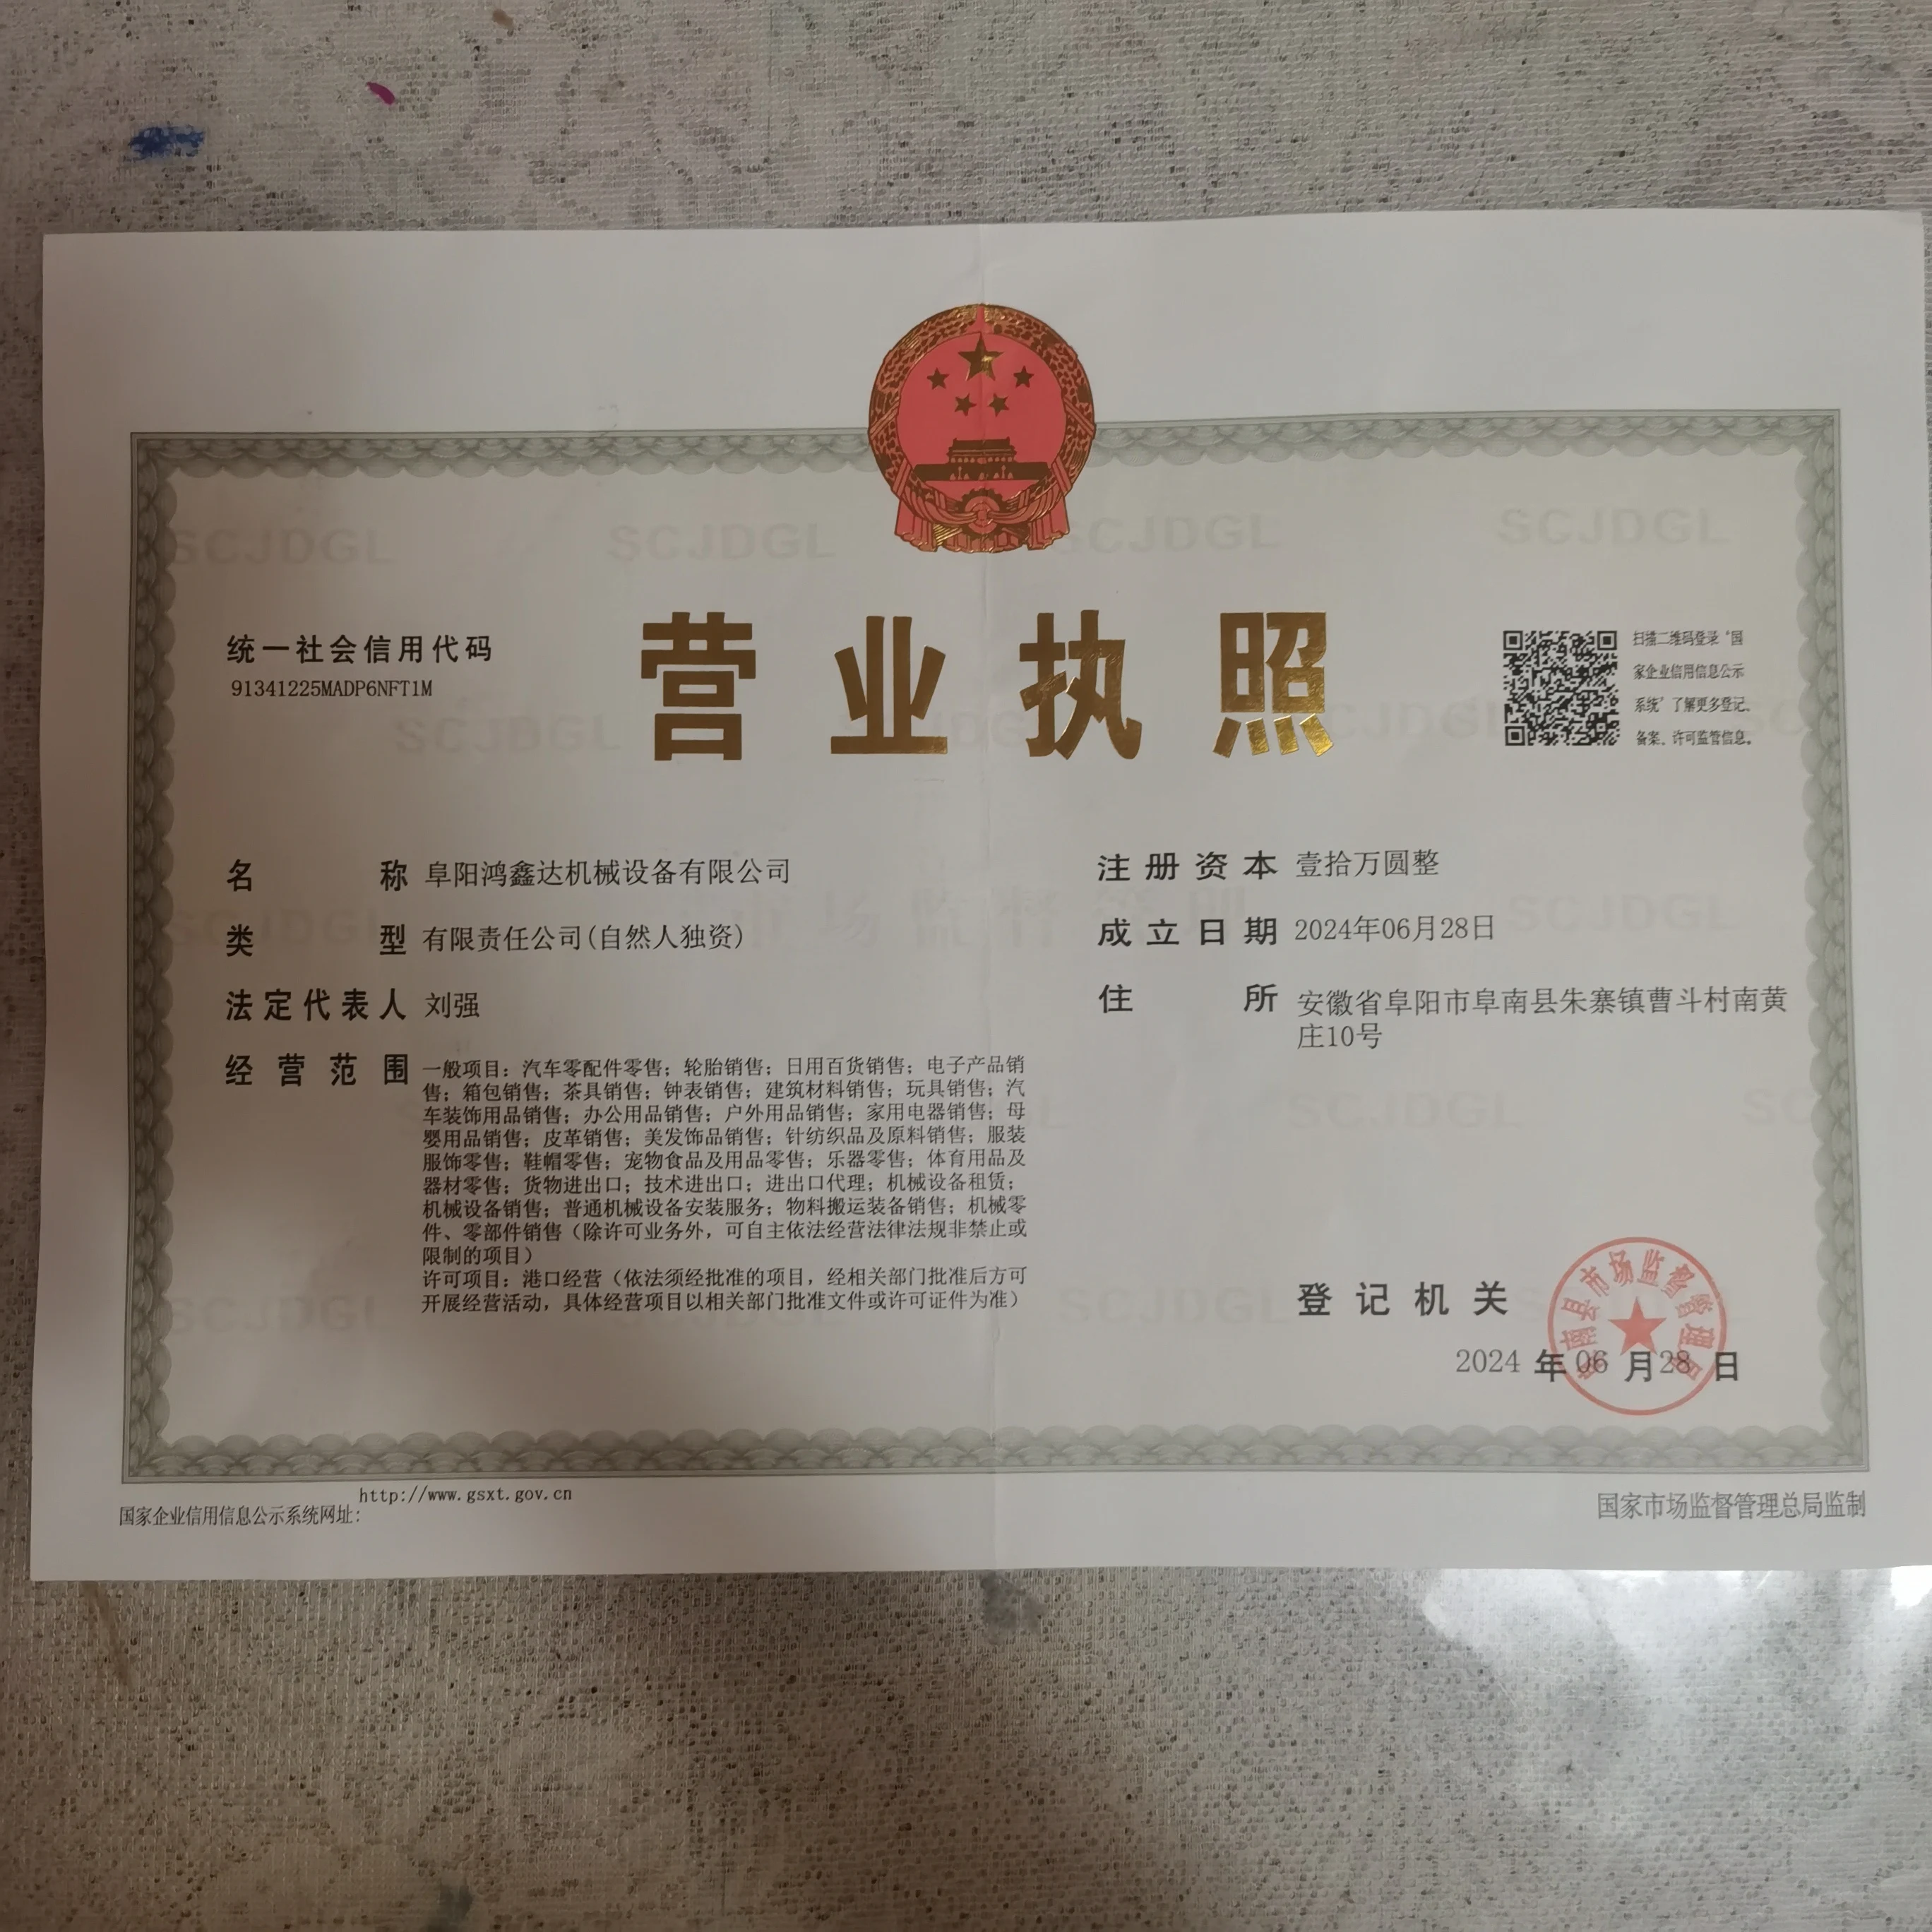 营业执照
统一社会信用代码
91341225MADP6NFT1M
扫描二维码登录‘国
家企业信用信息公示
系统’了解更多登记、
备案、许可监管信息。
名称 阜阳鸿鑫达机械设备有限公司
类型 有限责任公司(自然人独资)
法定代表人 刘强
经营范围 一般项目：汽车零配件零售；轮胎销售；日用百货销售；电子产品销
售；箱包销售；茶具销售；钟表销售；建筑材料销售；玩具销售；汽
车装饰用品销售；办公用品销售；户外用品销售；家用电器销售；母
婴用品销售；皮革销售；美发饰品销售；针纺织品及原料销售；服装
服饰零售；鞋帽零售；宠物食品及用品零售；乐器零售；体育用品及
器材零售；货物进出口；技术进出口；进出口代理；机械设备租赁；
机械设备销售；普通机械设备安装服务；物料搬运装备销售；机械零
件、零部件销售（除许可业务外，可自主依法经营法律法规非禁止或
限制的项目）
许可项目：港口经营（依法须经批准的项目，经相关部门批准后方可
开展经营活动，具体经营项目以相关部门批准文件或许可证件为准）
注册资本 壹拾万圆整
成立日期 2024年06月28日
住所 安徽省阜阳市阜南县朱寨镇曹斗村南黄
庄10号
登记机关
阜南县市场监督管理局
2024 年 06 月 28 日
国家企业信用信息公示系统网址：
http://www.gsxt.gov.cn
国家市场监督管理总局监制
SCJDGL